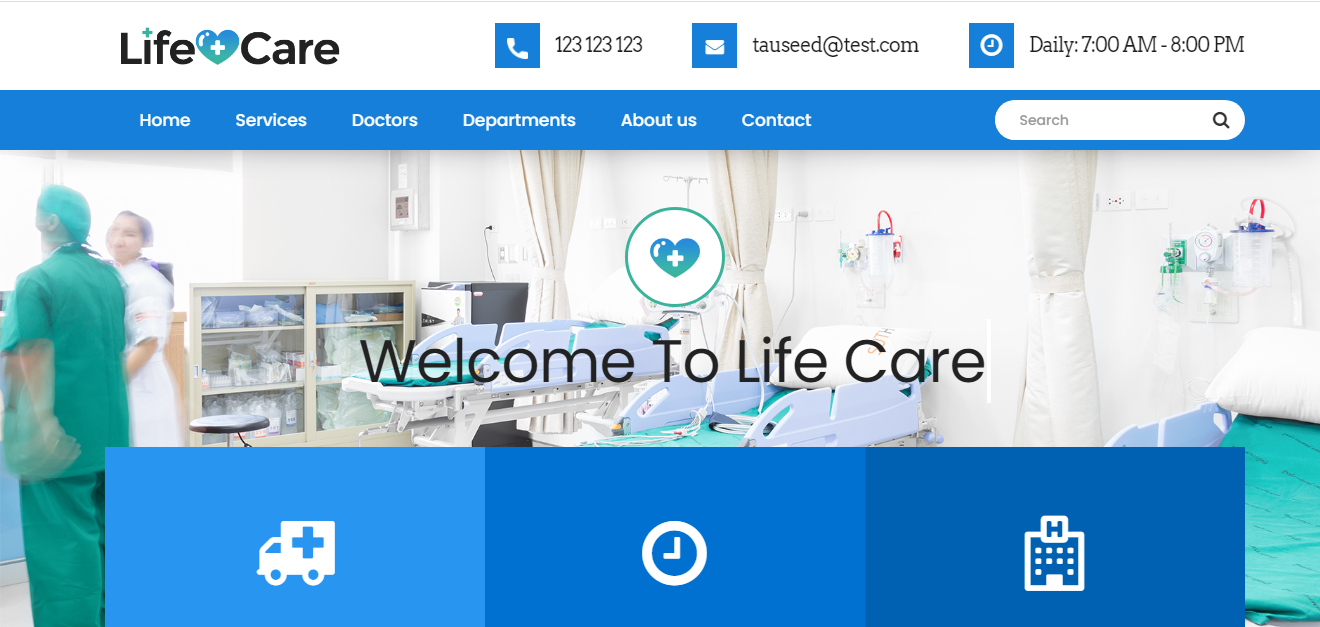 Life Care
123 123 123
tauseed@test.com
Daily: 7:00 AM - 8:00 PM
Home Services Doctors Departments About us Contact
Search
Welcome To Life Care
H